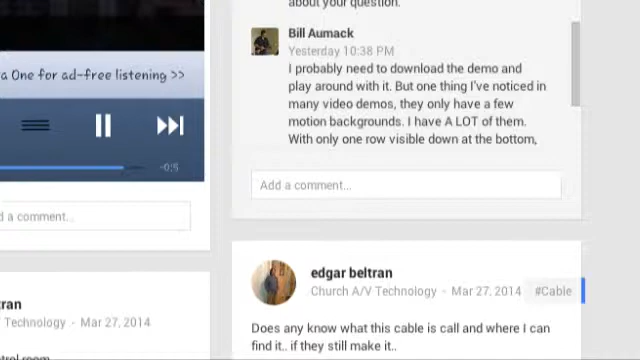 about your question.
Bill Aumack
Yesterday 10:38 PM
I probably need to download the demo and
play around with it. But one thing I've noticed in
many video demos, they only have a few
motion backgrounds. I have A LOT of them.
With only one row visible down at the bottom,
Add a comment...
a One for ad-free listening >>
-0:5
d a comment...
edgar beltran
Church A/V Technology - Mar 27, 2014 #Cable
Does any know what this cable is call and where I can
find it.. if they still make it..
ran
Technology - Mar 27, 2014
trol room